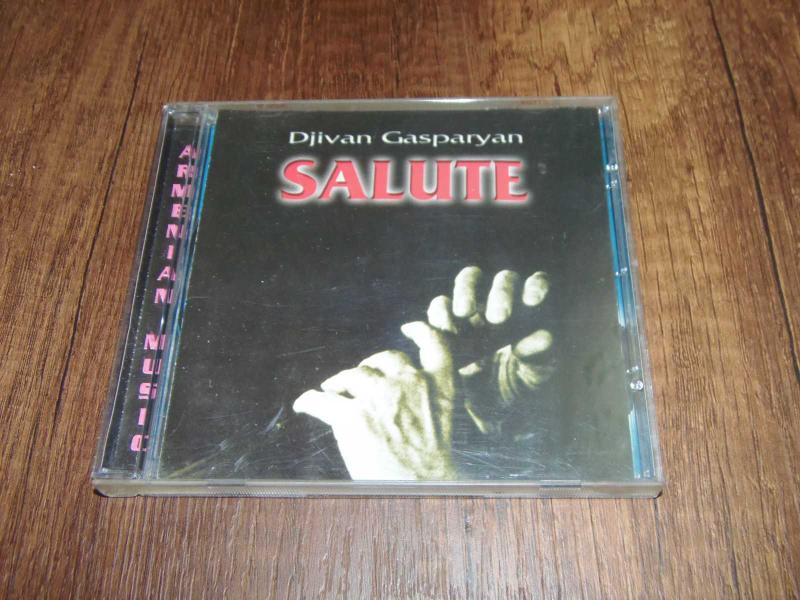 Djivan Gasparyan
SALUTE
ARMENIAN MUSIC